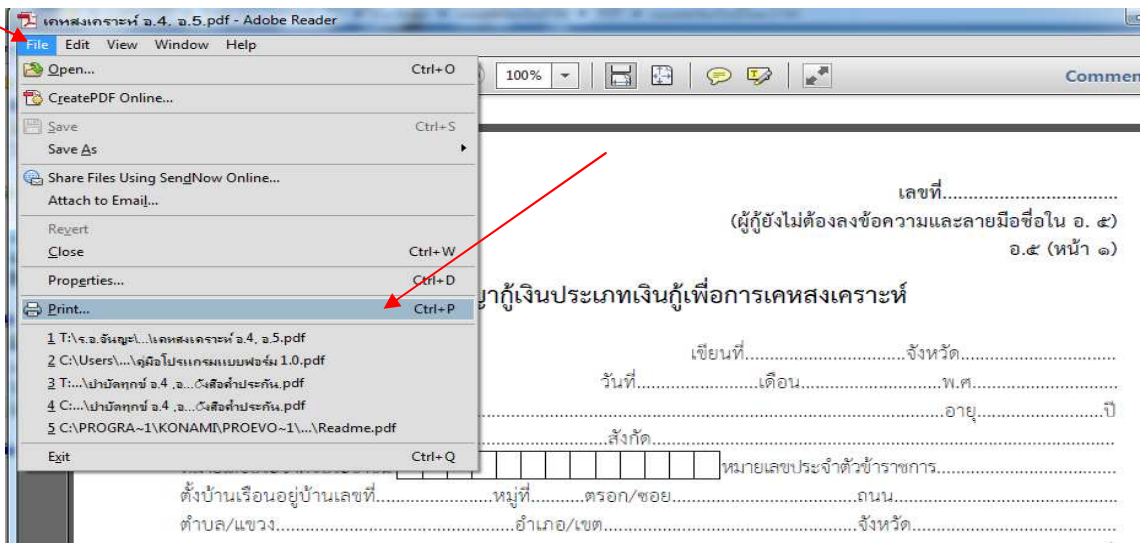 เคหสงเคราะห์ อ.4, อ.5.pdf - Adobe Reader
File Edit View Window Help
Open... Ctrl+O
CreatePDF Online...
Save Ctrl+S
Save As
Share Files Using SendNow Online...
Attach to Email...
Revert
Close Ctrl+W
Properties... Ctrl+D
Print... Ctrl+P
1 T:\ร.อ.อัษญะ\...\เคหสงเคราะห์ อ.4, อ.5.pdf
2 C:\Users\...\คู่มือโปรแกรมแบบฟอร์ม 1.0.pdf
3 T:...\บำบัดทุกข์ อ.4 ,อ...ังสือค้ำประกัน.pdf
4 C:...\บำบัดทุกข์ อ.4 ,อ...ังสือค้ำประกัน.pdf
5 C:\PROGRA~1\KONAMI\PROEVO~1\...\Readme.pdf
Exit Ctrl+Q
100%
Commen
เลขที่.................................
(ผู้กู้ยังไม่ต้องลงข้อความและลายมือชื่อใน อ. ๕)
อ.๕ (หน้า ๑)
ญากู้เงินประเภทเงินกู้เพื่อการเคหสงเคราะห์
เขียนที่................................จังหวัด...............................
วันที่........................เดือน............................พ.ศ.............................
อายุ.........................ปี
สังกัด............................................................................................
หมายเลขประจำตัวข้าราชการ....................................
ตั้งบ้านเรือนอยู่บ้านเลขที่.......................หมู่ที่..........ตรอก/ซอย.....................................ถนน.......................................
ตำบล/แขวง...............................................อำเภอ/เขต...............................................จังหวัด.........................................